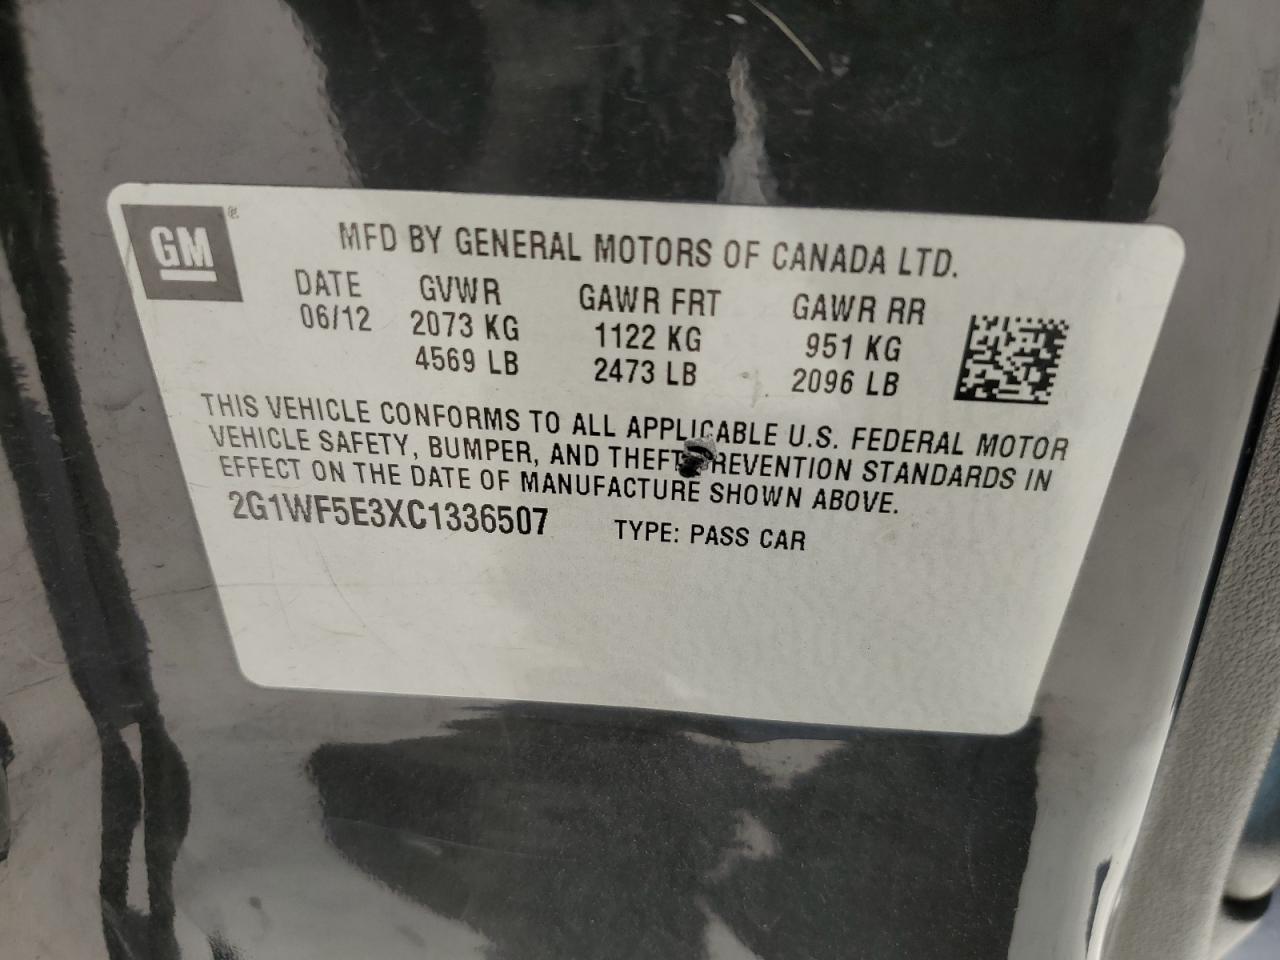 GM ®
MFD BY GENERAL MOTORS OF CANADA LTD.
DATE GVWR GAWR FRT GAWR RR
06/12 2073 KG 1122 KG 951 KG
4569 LB 2473 LB 2096 LB
THIS VEHICLE CONFORMS TO ALL APPLICABLE U.S. FEDERAL MOTOR
VEHICLE SAFETY, BUMPER, AND THEFT PREVENTION STANDARDS IN
EFFECT ON THE DATE OF MANUFACTURE SHOWN ABOVE.
2G1WF5E3XC1336507 TYPE: PASS CAR